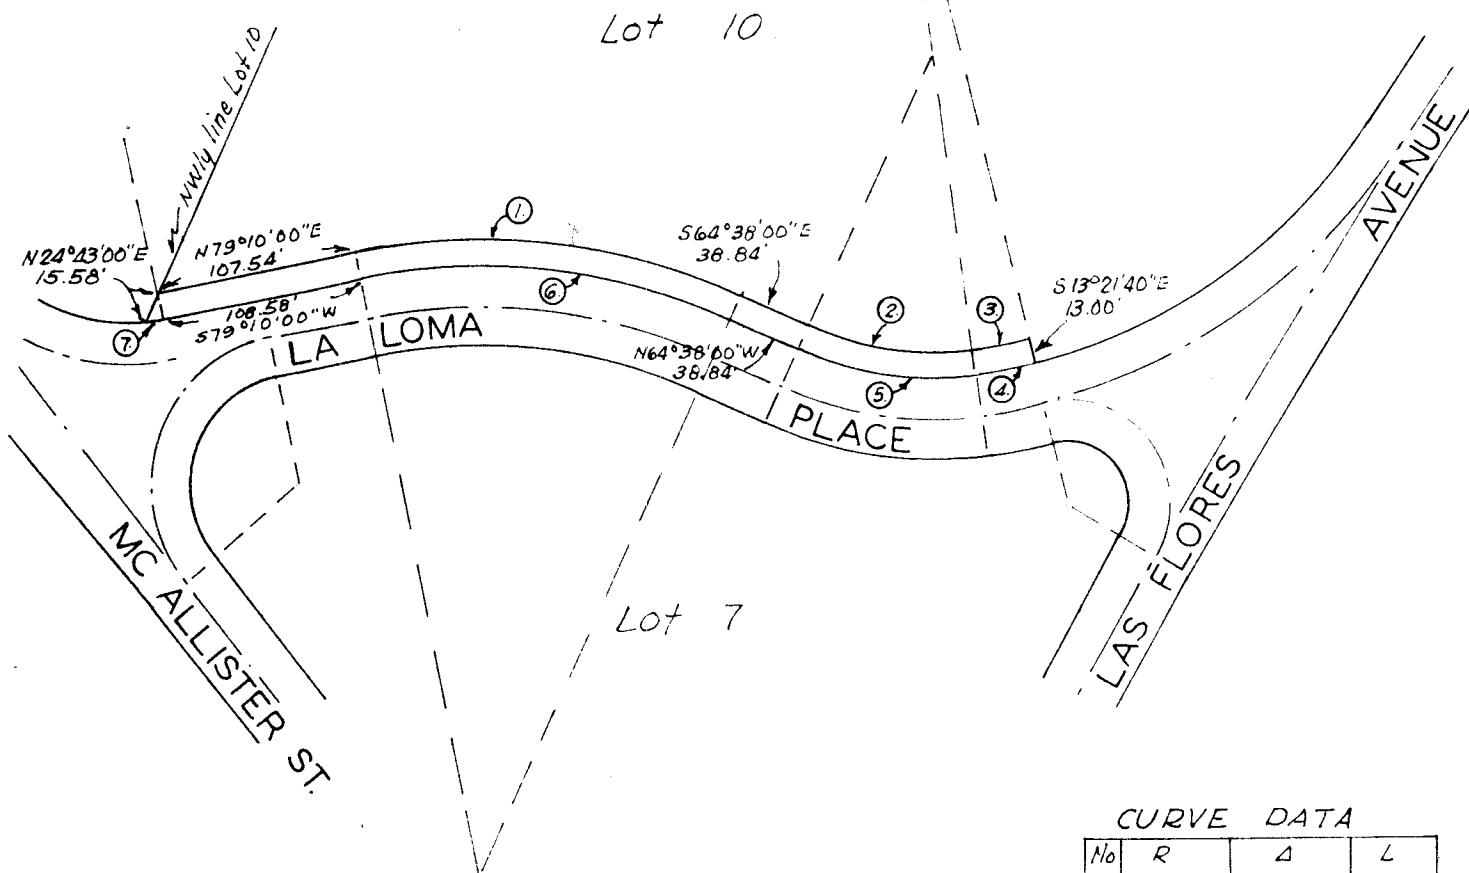 Lot 10
NWly line Lot 10
N24°43'00"E
15.58'
N79°10'00"E
107.54'
108.58'
S79°10'00"W
1.
S64°38'00"E
38.84'
6.
2.
3.
S13°21'40"E
13.00'
7.
LA LOMA
N64°38'00"W
38.84'
5.
4.
PLACE
AVENUE
LAS FLORES
MC ALLISTER ST.
Lot 7
CURVE DATA
No R Δ L